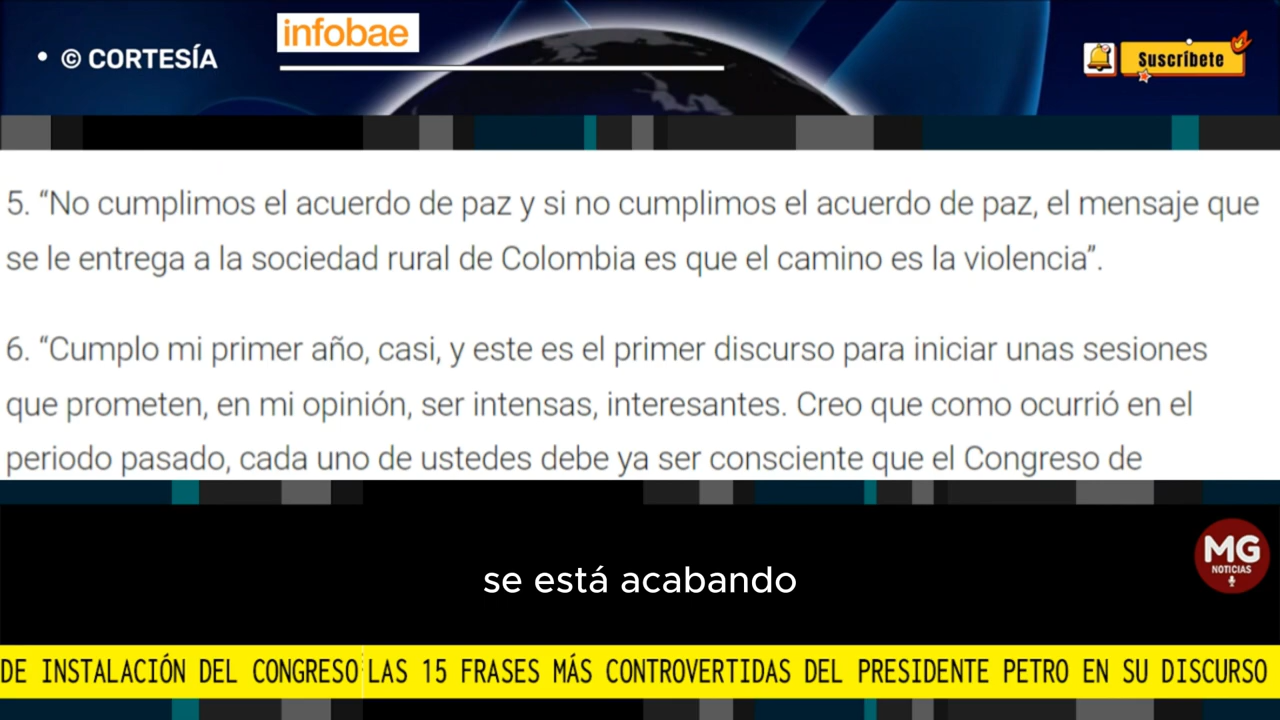 infobae
• © CORTESÍA
Suscríbete
5. “No cumplimos el acuerdo de paz y si no cumplimos el acuerdo de paz, el mensaje que
se le entrega a la sociedad rural de Colombia es que el camino es la violencia”.
6. “Cumplo mi primer año, casi, y este es el primer discurso para iniciar unas sesiones
que prometen, en mi opinión, ser intensas, interesantes. Creo que como ocurrió en el
periodo pasado, cada uno de ustedes debe ya ser consciente que el Congreso de
MG
NOTICIAS
se está acabando
DE INSTALACIÓN DEL CONGRESO LAS 15 FRASES MÁS CONTROVERTIDAS DEL PRESIDENTE PETRO EN SU DISCURSO